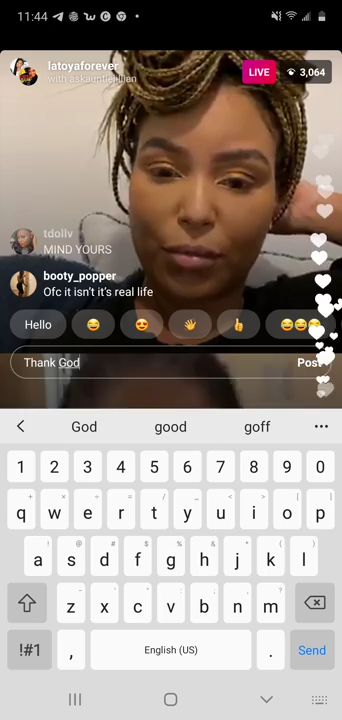 11:44
latoyaforever
with askauntiejillian
LIVE 3,064
tdollv
MIND YOURS
booty_popper
Ofc it isn't it's real life
Hello
Thank God Post
God good goff
1 2 3 4 5 6 7 8 9 0
q w e r t y u i o p
a s d f g h j k l
z x c v b n m
!#1 , English (US) . Send